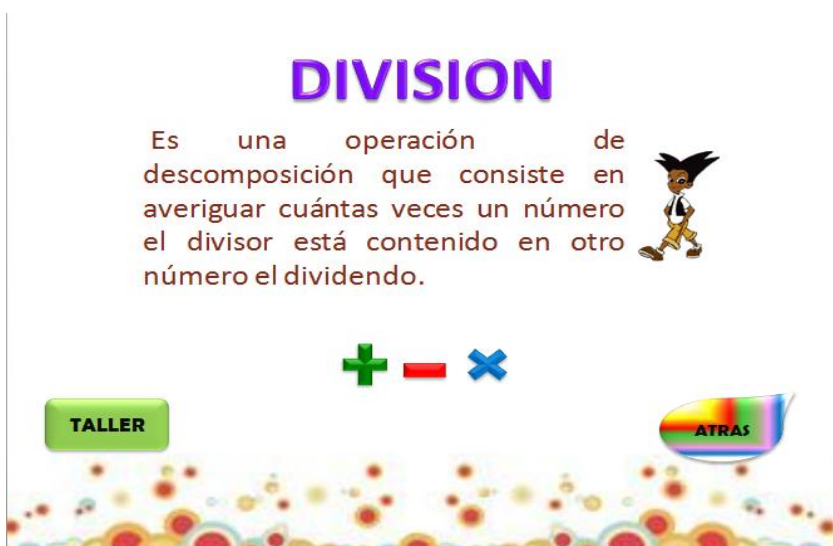 DIVISION
Es una operación de
descomposición que consiste en
averiguar cuántas veces un número
el divisor está contenido en otro
número el dividendo.
TALLER
ATRAS